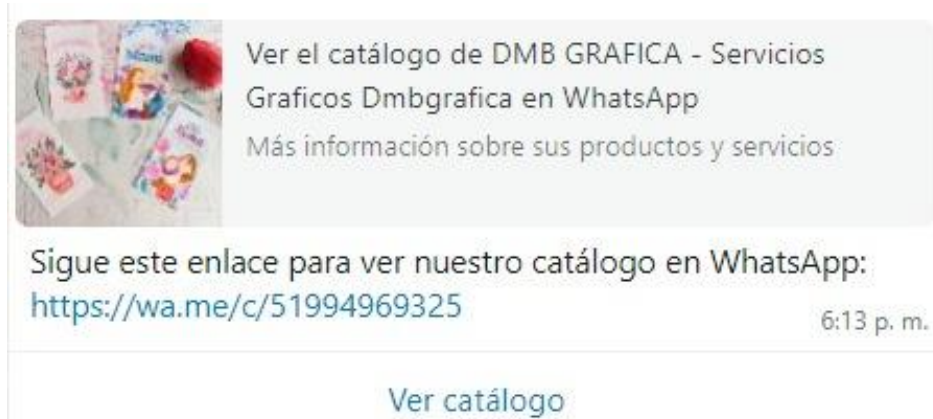 Ver el catálogo de DMB GRAFICA - Servicios
Graficos Dmbgrafica en WhatsApp
Más información sobre sus productos y servicios
Sigue este enlace para ver nuestro catálogo en WhatsApp:
https://wa.me/c/51994969325
6:13 p. m.
Ver catálogo